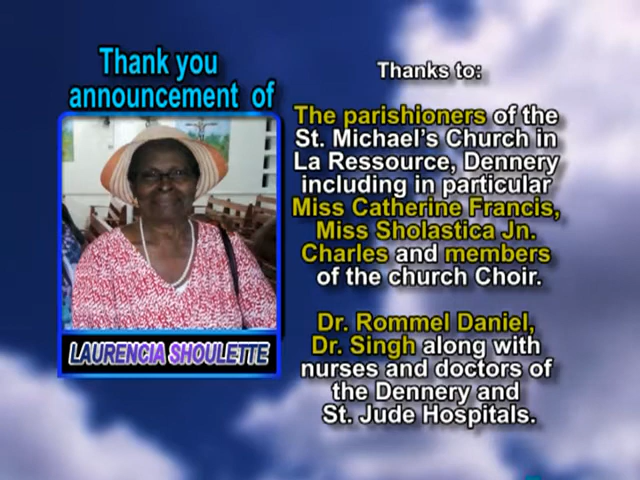 Thank you
announcement of
LAURENCIA SHOULETTE
Thanks to:
The parishioners of the
St. Michael's Church in
La Ressource, Dennery
including in particular
Miss Catherine Francis,
Miss Sholastica Jn.
Charles and members
of the church Choir.
Dr. Rommel Daniel,
Dr. Singh along with
nurses and doctors of
the Dennery and
St. Jude Hospitals.